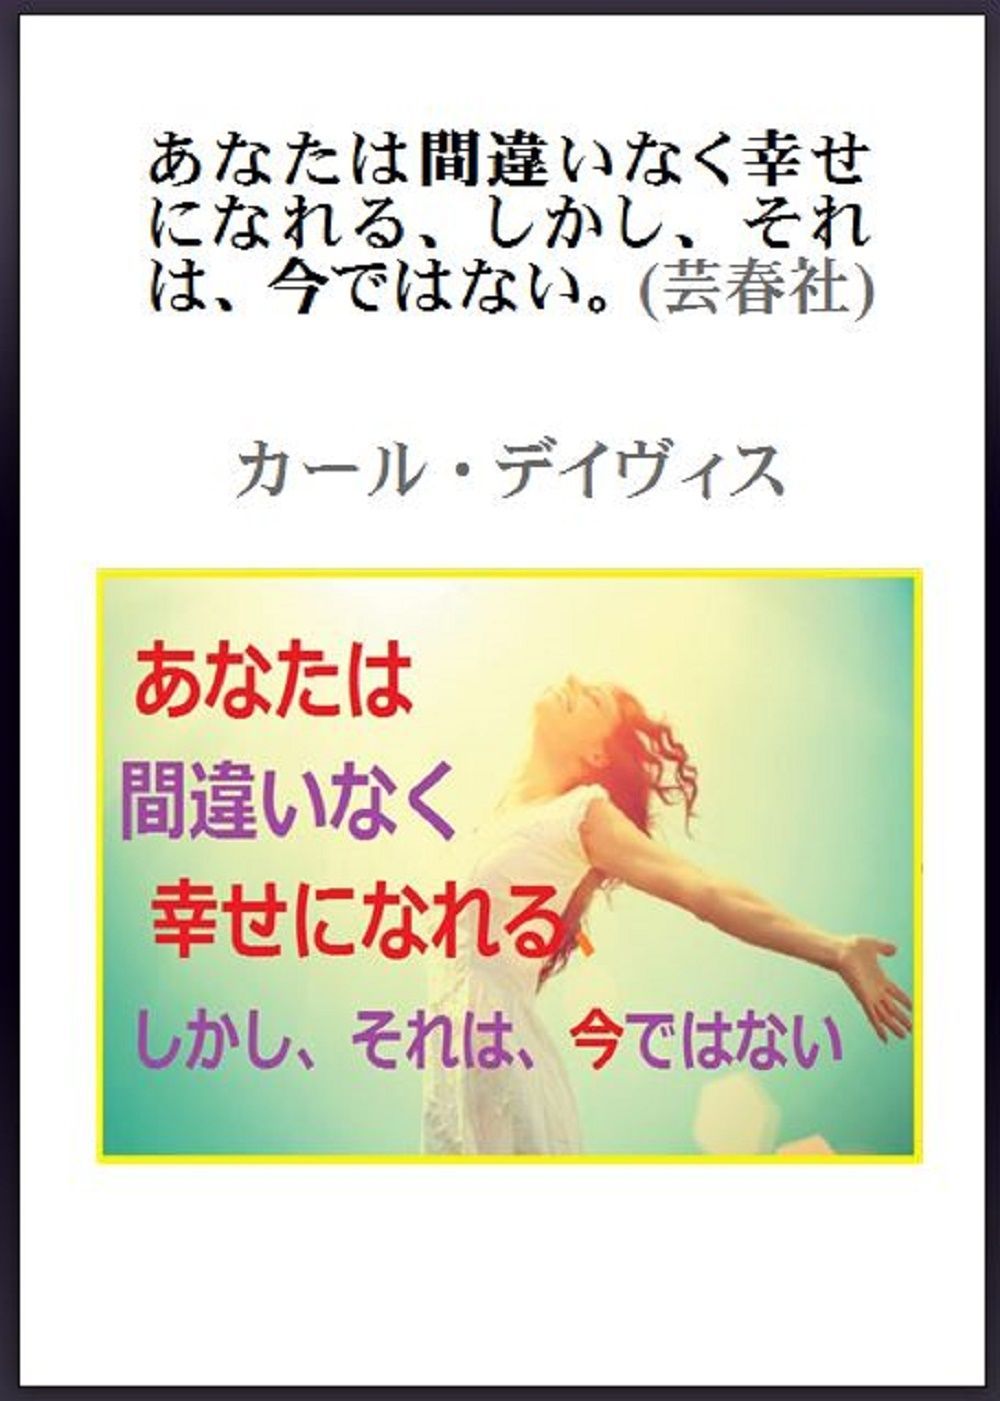 あなたは間違いなく幸せ
になれる、しかし、それ
は、今ではない。(芸春社)
カール・デイヴィス
あなたは
間違いなく
幸せになれる、
しかし、それは、今ではない